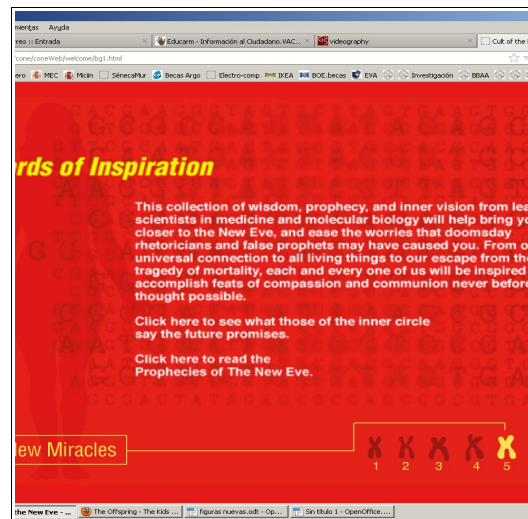 mientas Ayuda
reo :: Entrada
Educarm - Información al Ciudadano.VAC...
videography
Cult of the
/cone/coneWeb/welcome/bg1.html
ero MEC Micin SénecaMur Becas Argo Electro-comp IKEA BOE.becas EVA Investigación BBAA
rds of Inspiration
This collection of wisdom, prophecy, and inner vision from lea
scientists in medicine and molecular biology will help bring yo
closer to the New Eve, and ease the worries that doomsday
rhetoricians and false prophets may have caused you. From o
universal connection to all living things to our escape from the
tragedy of mortality, each and every one of us will be inspired
accomplish feats of compassion and communion never before
thought possible.
Click here to see what those of the inner circle
say the future promises.
Click here to read the
Prophecies of The New Eve.
New Miracles
1 2 3 4 5
the New Eve - ... The Offspring - The Kids ... figuras nuevas.odt - Op... Sin título 1 - OpenOffice....